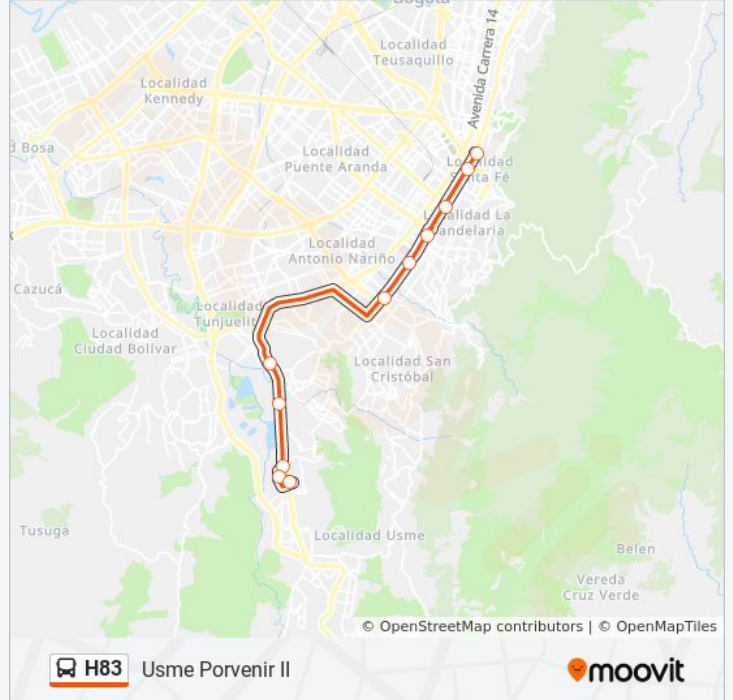 Bogotá
Localidad
Teusaquillo
Avenida Carrera 14
Localidad
Kennedy
d Bosa
Localidad
Puente Aranda
Localidad
Santa Fé
Localidad La
Candelaria
Localidad
Antonio Nariño
k
Cazucá
Localidad
Tunjuelit
Localidad
Ciudad Bolívar
Localidad San
Cristóbal
Tusuga
Localidad Usme
Belen
Vereda
Cruz Verde
© OpenStreetMap contributors | © OpenMapTiles
H83 Usme Porvenir II
moovit